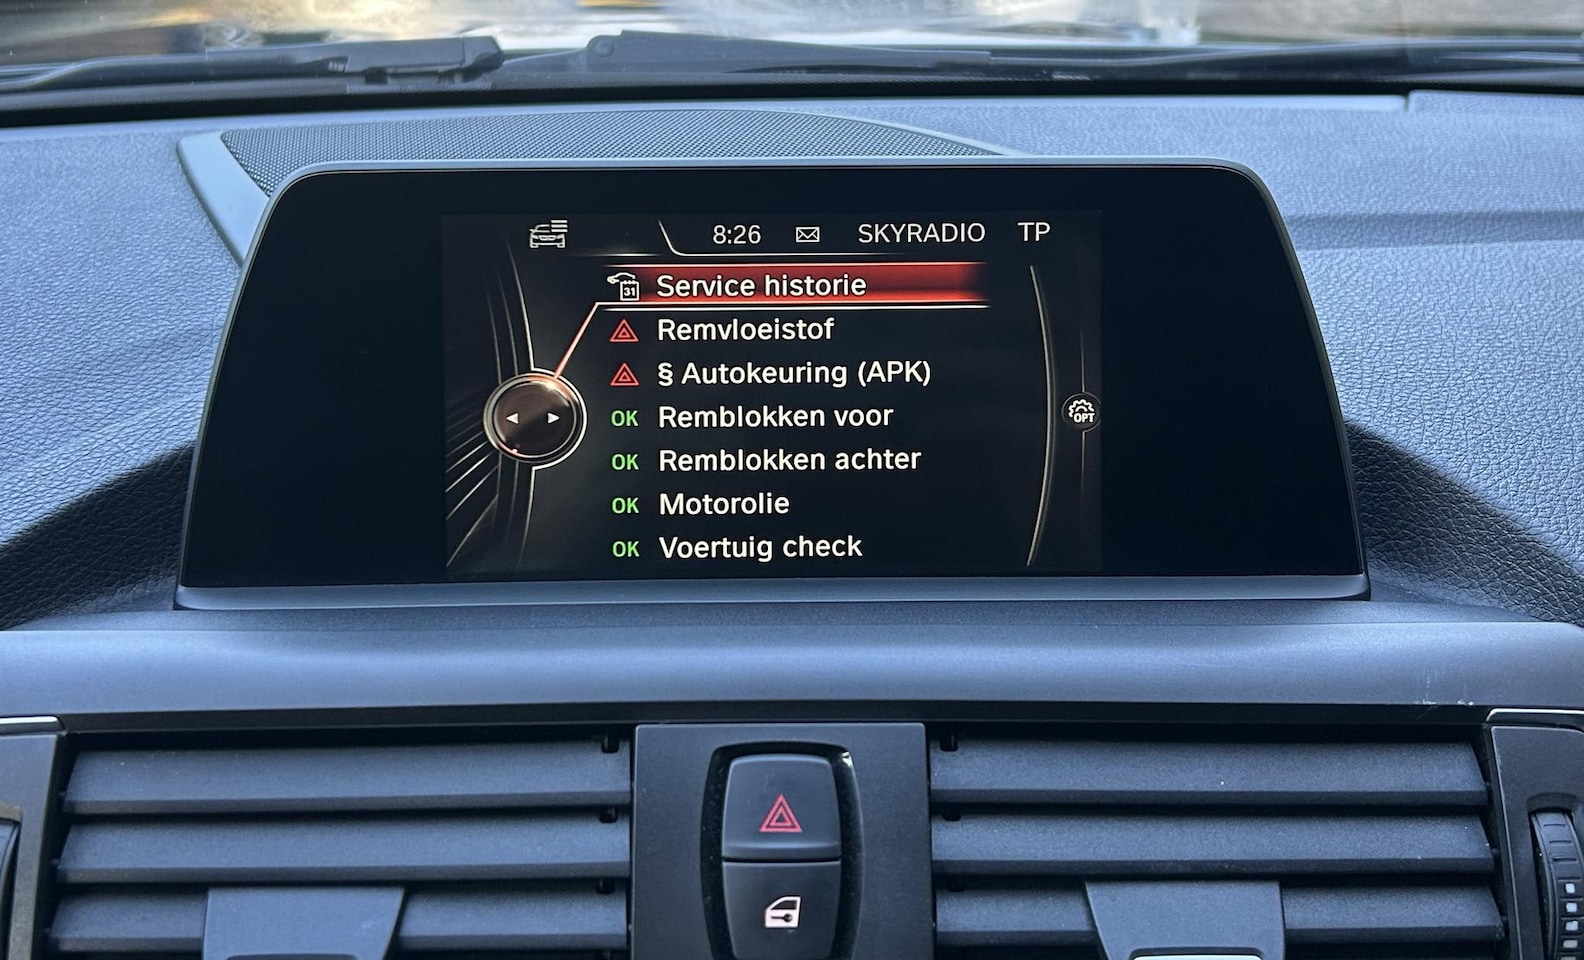 8:26 SKYRADIO TP
31 Service historie
Remvloeistof
§ Autokeuring (APK)
OK Remblokken voor
OK Remblokken achter
OK Motorolie
OK Voertuig check
OPT